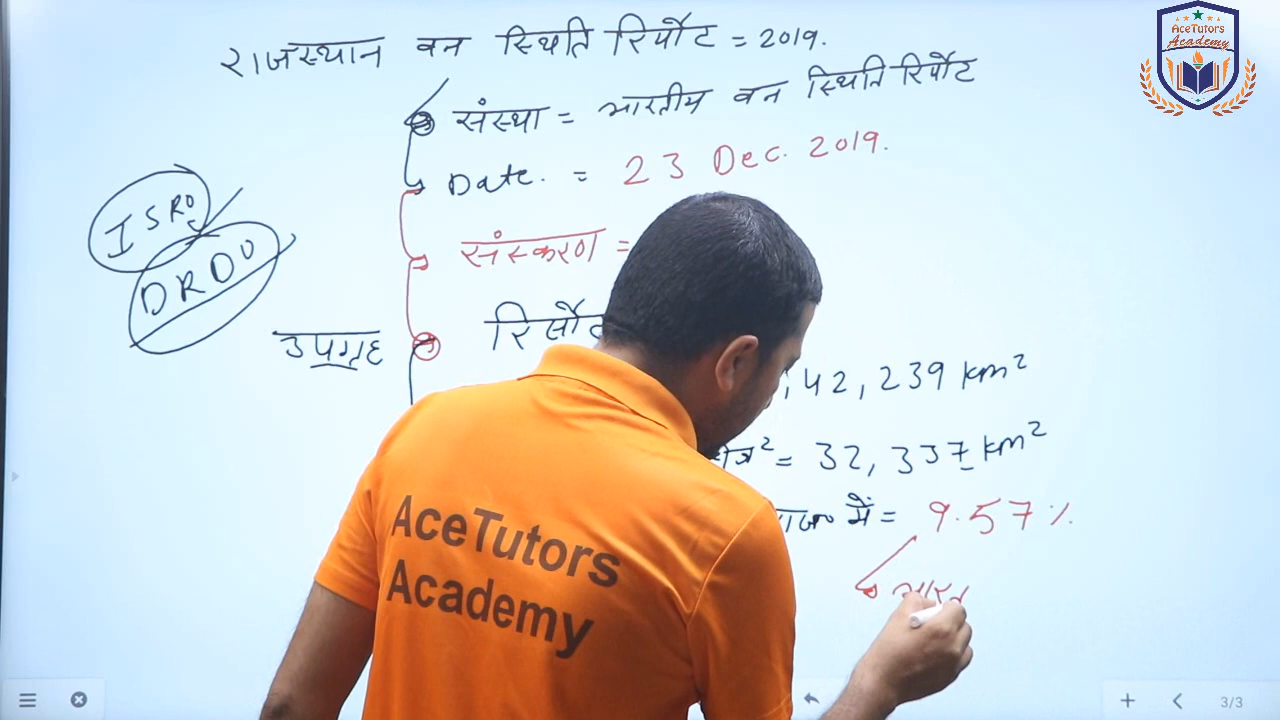 राजस्थान वन स्थिति रिर्पोट = 2019.
संस्था = भारतीय वन स्थिति रिर्पोट
Date. = 23 Dec. 2019.
संस्करण =
ISRO
DRDO
उपग्रह
,42,239 km²
= 32,337 km²
में = 9.57%
भारत
AceTutors
Academy
AceTutors
Academy
3/3